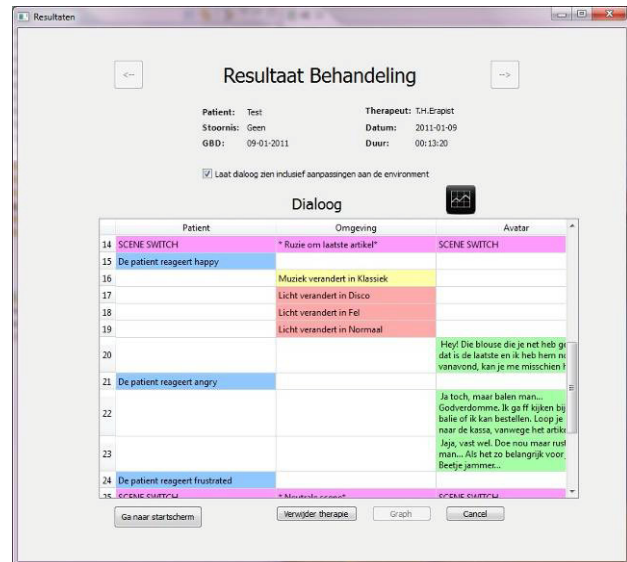 Resultaten
<-- Resultaat Behandeling -->
Patient: Test Therapeut: T.H.Erapist
Stoornis: Geen Datum: 2011-01-09
GBD: 09-01-2011 Duur: 00:13:20
Laat dialoog zien inclusief aanpassingen aan de environment
Dialoog
Patient Omgeving Avatar
14 SCENE SWITCH * Ruzie om laatste artikel* SCENE SWITCH
15 De patient reageert happy
16 Muziek verandert in Klassiek
17 Licht verandert in Disco
18 Licht verandert in Fel
19 Licht verandert in Normaal
Hey! Die blouse die je net heb
20 dat is de laatste en ik heb hem
vanavond, kan je me misschien
21 De patient reageert angry
Ja toch, maar balen man...
22 Godverdomme. Ik ga ff kijken bij
balie of ik kan bestellen. Loop je
naar de kassa, vanwege het
Jaja, vast wel. Doe nou maar
23 man... Als het zo belangrijk voor
Beetje jammer...
24 De patient reageert frustrated
25 SCENE SWITCH * Neutrale scene* SCENE SWITCH
Ga naar startscherm Verwijder therapie Graph Cancel